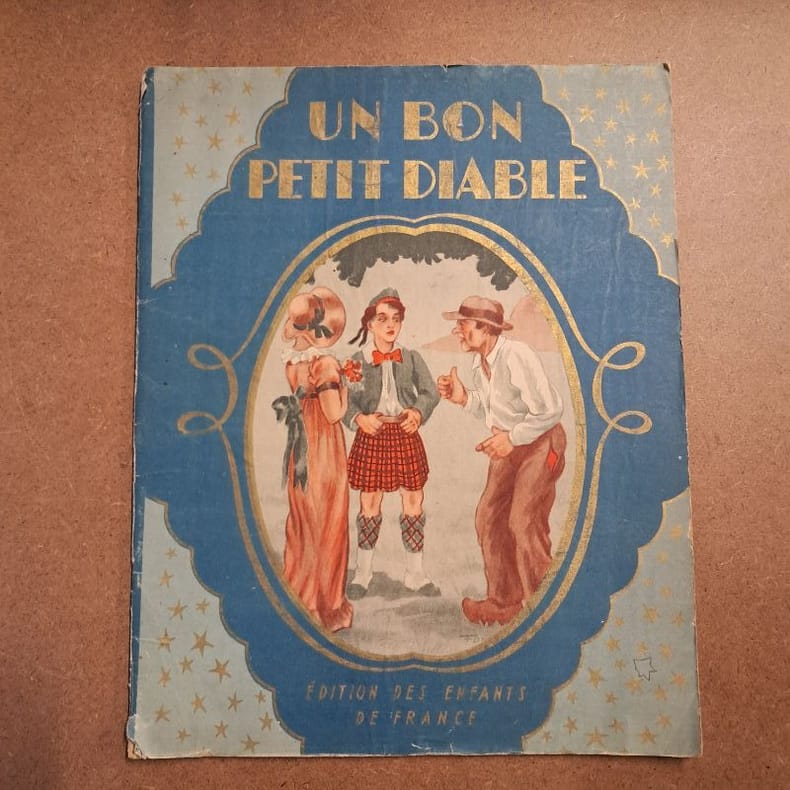 UN BON
PETIT DIABLE
ÉDITION DES ENFANTS
DE FRANCE